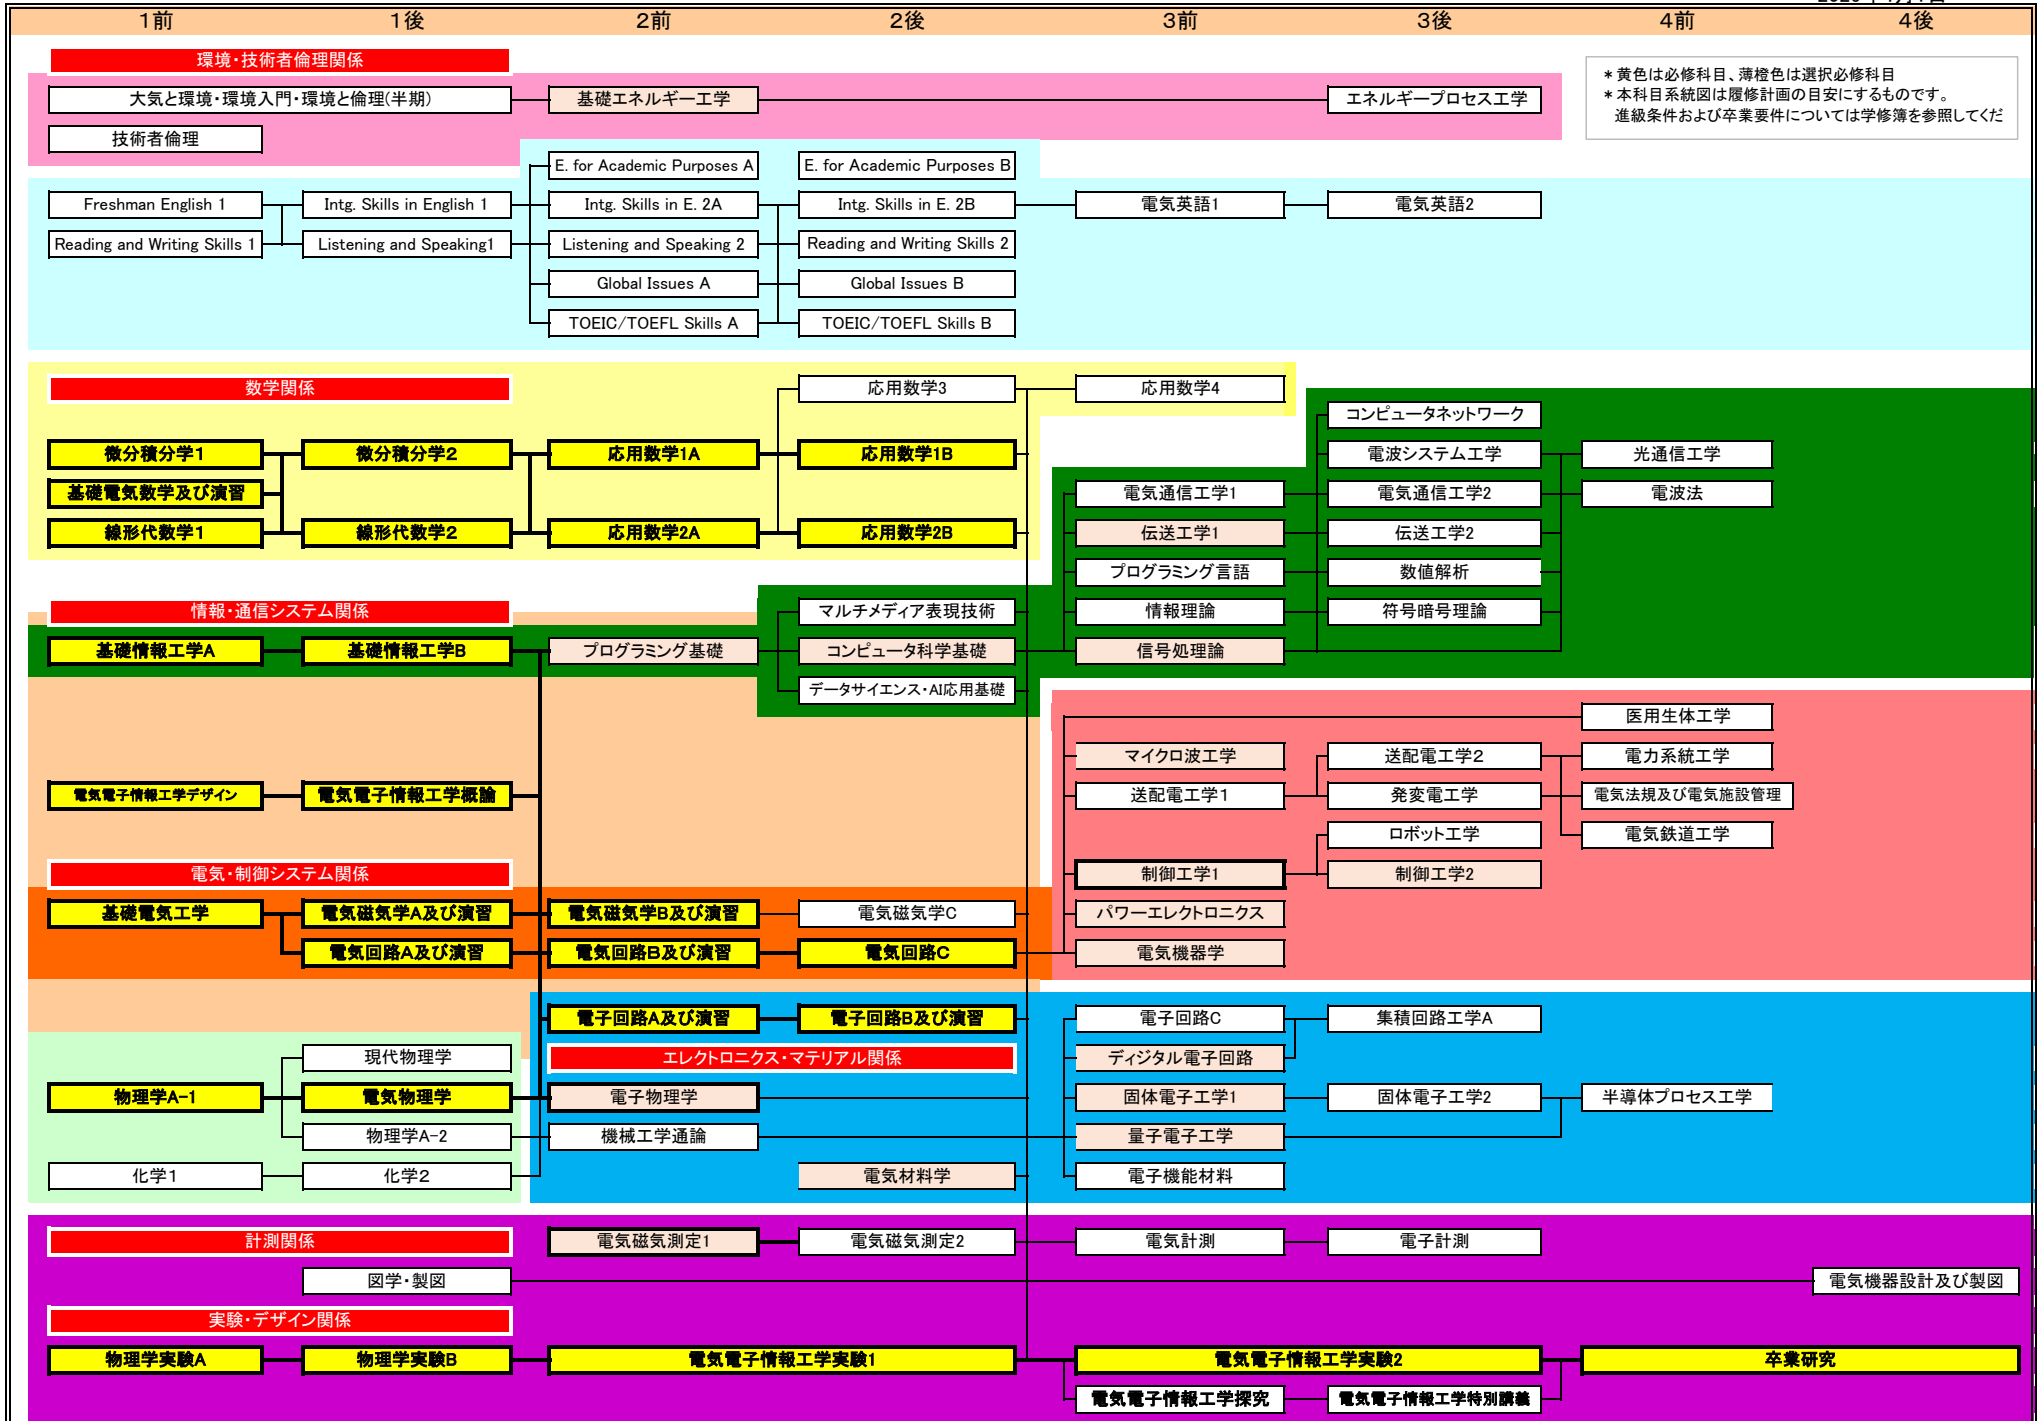 1前 1後 2前 2後 3前 3後 4前 4後
環境・技術者倫理関係
＊黄色は必修科目、薄橙色は選択必修科目
＊本科目系統図は履修計画の目安にするものです。
進級条件および卒業要件については学修簿を参照してくだ
大気と環境・環境入門・環境と倫理(半期) 基礎エネルギー工学 エネルギープロセス工学
技術者倫理
E. for Academic Purposes A E. for Academic Purposes B
Freshman English 1 Intg. Skills in English 1 Intg. Skills in E. 2A Intg. Skills in E. 2B 電気英語1 電気英語2
Reading and Writing Skills 1 Listening and Speaking1 Listening and Speaking 2 Reading and Writing Skills 2
Global Issues A Global Issues B
TOEIC/TOEFL Skills A TOEIC/TOEFL Skills B
数学関係 応用数学3 応用数学4
コンピュータネットワーク
微分積分学1 微分積分学2 応用数学1A 応用数学1B 電波システム工学 光通信工学
基礎電気数学及び演習 電気通信工学1 電気通信工学2 電波法
線形代数学1 線形代数学2 応用数学2A 応用数学2B 伝送工学1 伝送工学2
プログラミング言語 数値解析
情報・通信システム関係 マルチメディア表現技術 情報理論 符号暗号理論
基礎情報工学A 基礎情報工学B プログラミング基礎 コンピュータ科学基礎 信号処理論
データサイエンス・AI応用基礎
医用生体工学
マイクロ波工学 送配電工学2 電力系統工学
電気電子情報工学デザイン 電気電子情報工学概論 送配電工学1 発変電工学 電気法規及び電気施設管理
ロボット工学 電気鉄道工学
電気・制御システム関係 制御工学1 制御工学2
基礎電気工学 電気磁気学A及び演習 電気磁気学B及び演習 電気磁気学C パワーエレクトロニクス
電気回路A及び演習 電気回路B及び演習 電気回路C 電気機器学
電子回路A及び演習 電子回路B及び演習 電子回路C 集積回路工学A
現代物理学 エレクトロニクス・マテリアル関係 ディジタル電子回路
物理学A-1 電気物理学 電子物理学 固体電子工学1 固体電子工学2 半導体プロセス工学
物理学A-2 機械工学通論 量子電子工学
化学1 化学2 電気材料学 電子機能材料
計測関係 電気磁気測定1 電気磁気測定2 電気計測 電子計測
図学・製図 電気機器設計及び製図
実験・デザイン関係
物理学実験A 物理学実験B 電気電子情報工学実験1 電気電子情報工学実験2 卒業研究
電気電子情報工学探究 電気電子情報工学特別講義